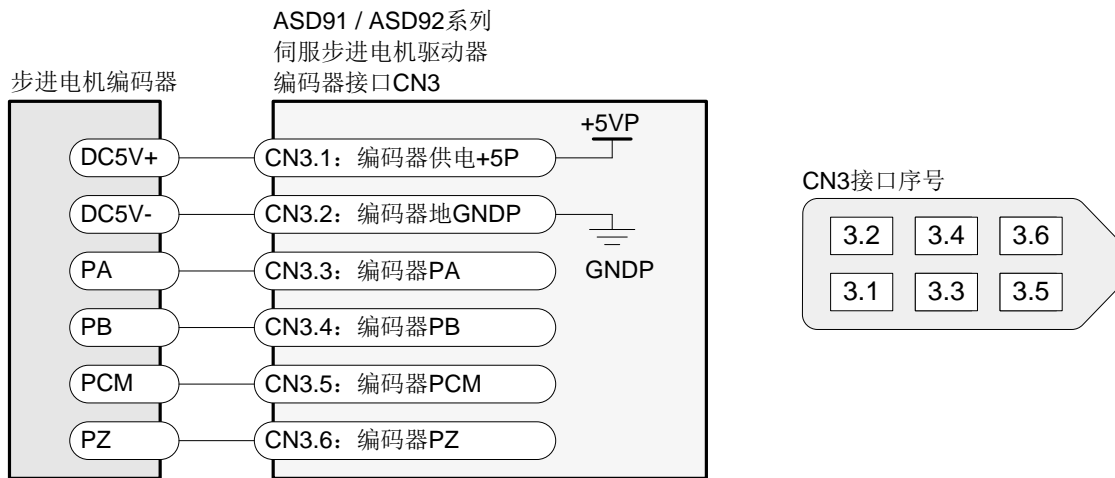 ASD91 / ASD92系列
伺服步进电机驱动器
编码器接口CN3
步进电机编码器
+5VP
DC5V+
CN3.1：编码器供电+5P
DC5V-
CN3.2：编码器地GNDP
PA
CN3.3：编码器PA
GNDP
PB
CN3.4：编码器PB
PCM
CN3.5：编码器PCM
PZ
CN3.6：编码器PZ
CN3接口序号
3.2 3.4 3.6
3.1 3.3 3.5